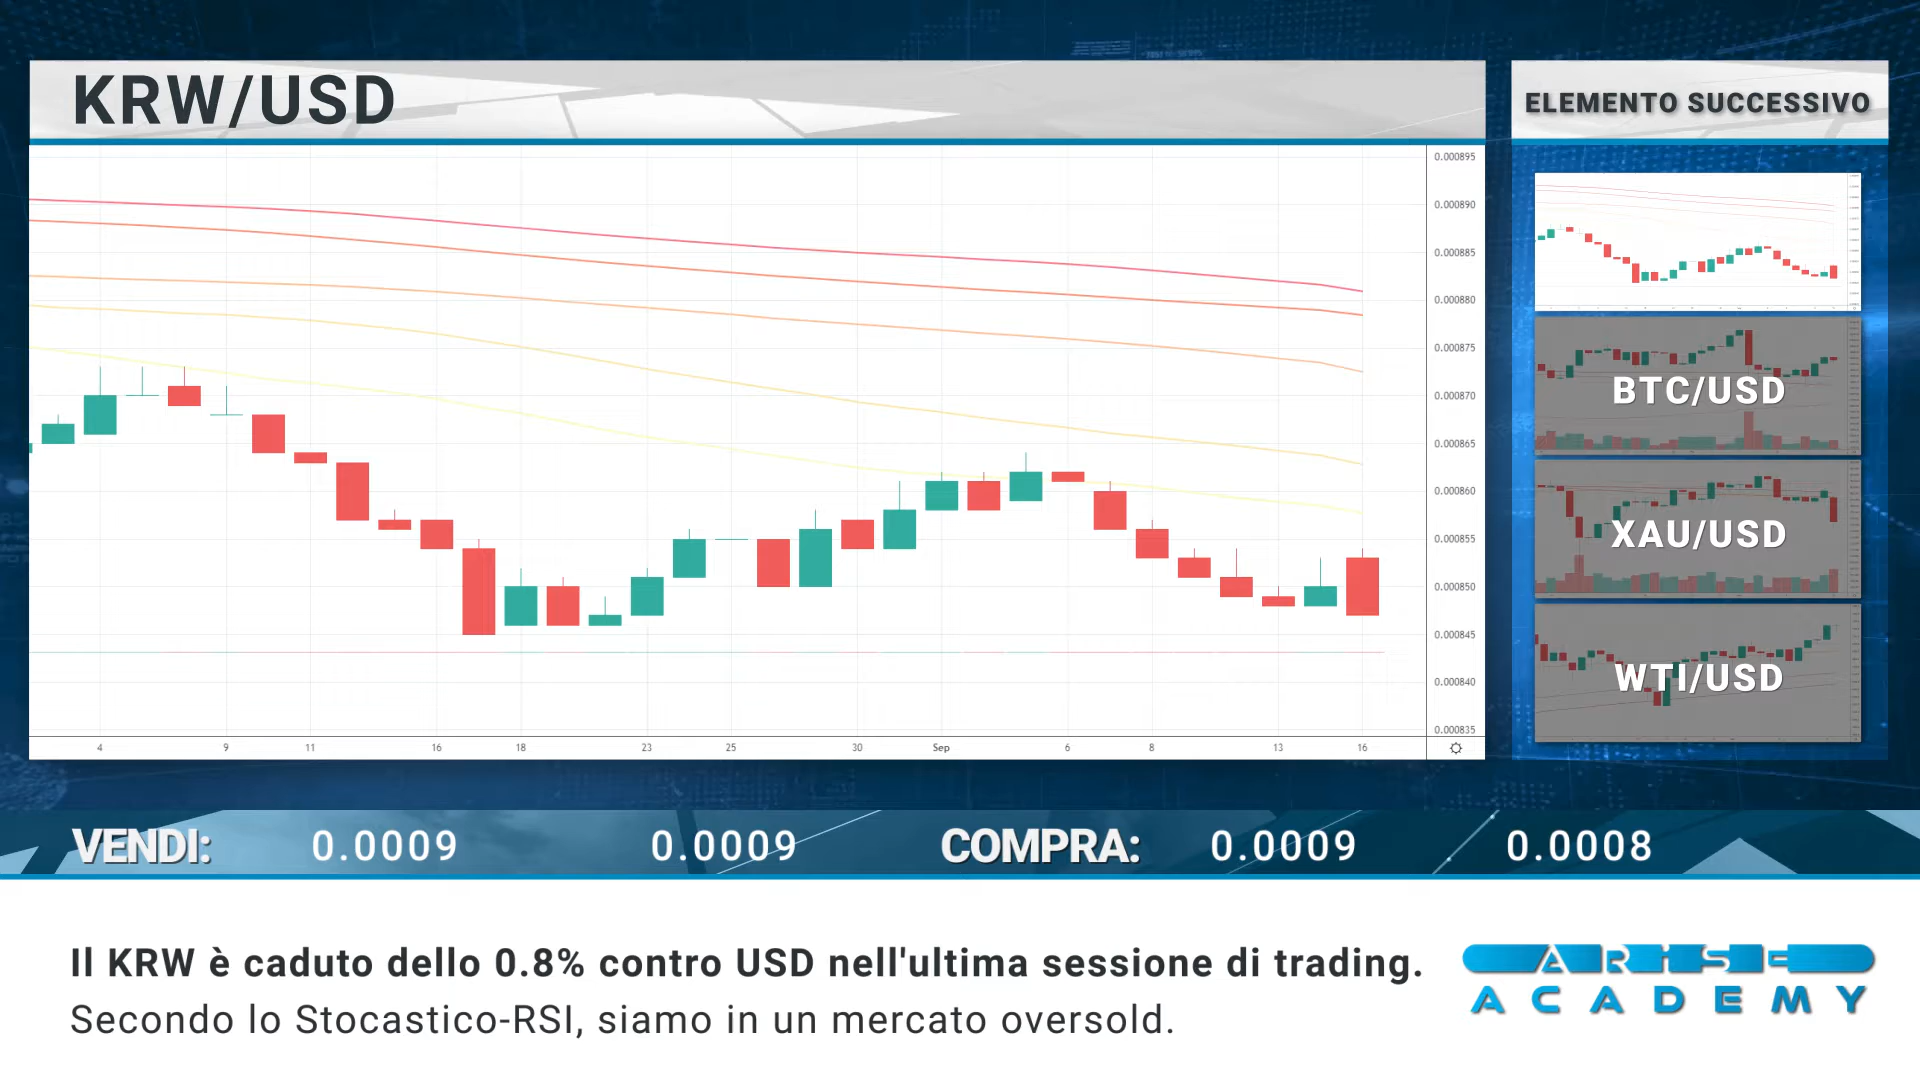 KRW/USD
ELEMENTO SUCCESSIVO
0.000895
0.000890
0.000885
0.000880
0.000875
0.000870
0.000865
0.000860
0.000855
0.000850
0.000845
0.000840
0.000835
4 9 11 16 18 23 25 30 Sep 6 8 13 16
BTC/USD
XAU/USD
WTI/USD
VENDI: 0.0009 0.0009 COMPRA: 0.0009 0.0008
Il KRW è caduto dello 0.8% contro USD nell'ultima sessione di trading.
Secondo lo Stocastico-RSI, siamo in un mercato oversold.
ARISE
ACADEMY